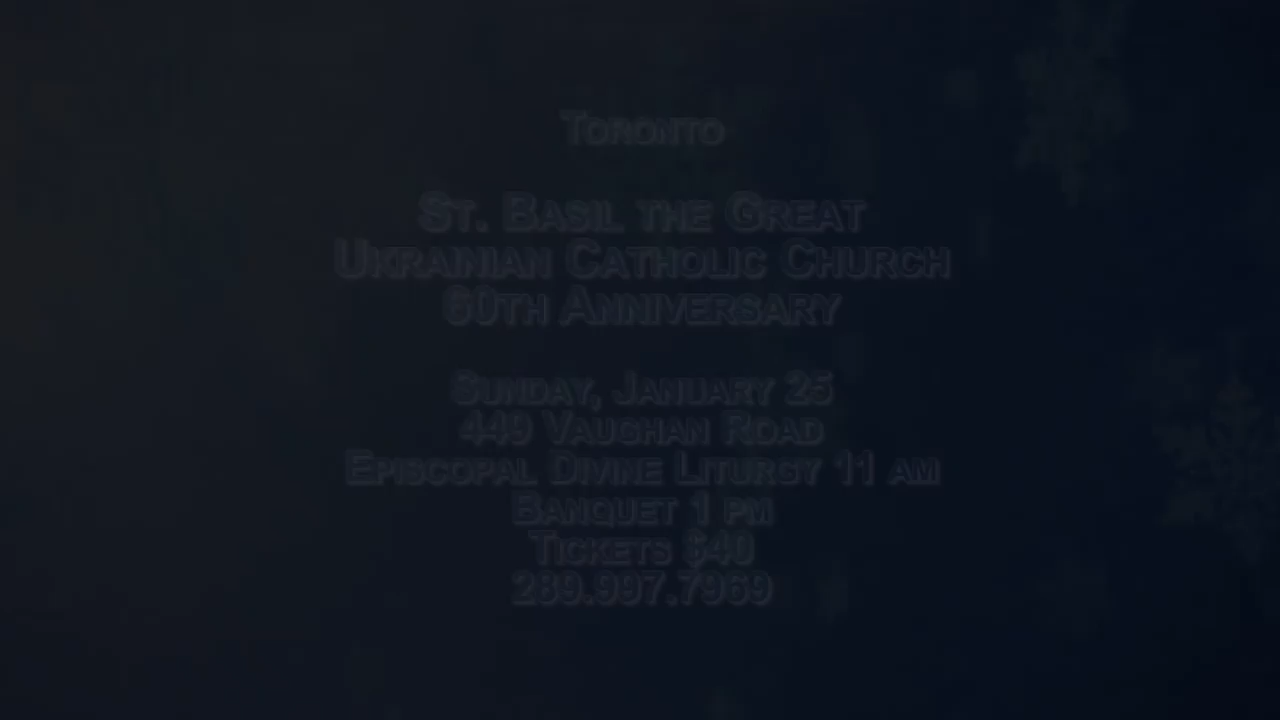 Toronto
St. Basil the Great
Ukrainian Catholic Church
60th Anniversary
Sunday, January 25
449 Vaughan Road
Episcopal Divine Liturgy 11 am
Banquet 1 pm
Tickets $40
289.997.7969